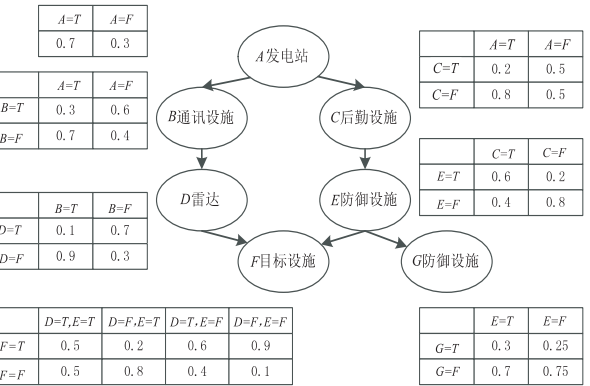 A=T A=F
0.7 0.3
A=T A=F
B=T 0.3 0.6
B=F 0.7 0.4
B=T B=F
D=T 0.1 0.7
D=F 0.9 0.3
A发电站
B通讯设施
C后勤设施
D雷达
E防御设施
F目标设施
G防御设施
A=T A=F
C=T 0.2 0.5
C=F 0.8 0.5
C=T C=F
E=T 0.6 0.2
E=F 0.4 0.8
D=T,E=T D=F,E=T D=T,E=F D=F,E=F
F=T 0.5 0.2 0.6 0.9
F=F 0.5 0.8 0.4 0.1
E=T E=F
G=T 0.3 0.25
G=F 0.7 0.75